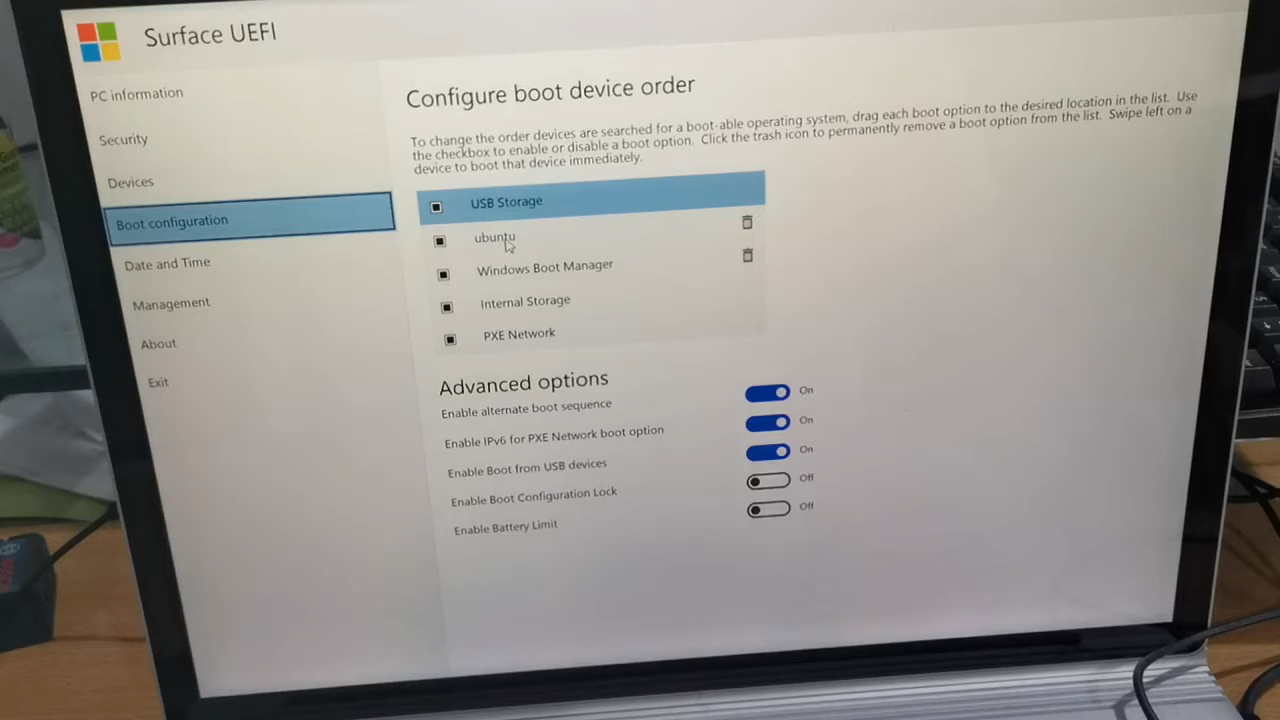 Surface UEFI
PC information
Security
Devices
Boot configuration
Date and Time
Management
About
Exit
Configure boot device order
To change the order devices are searched for a boot-able operating system, drag each boot option to the desired location in the list. Use
the checkbox to enable or disable a boot option. Click the trash icon to permanently remove a boot option from the list. Swipe left on a
device to boot that device immediately.
USB Storage
ubuntu
Windows Boot Manager
Internal Storage
PXE Network
Advanced options
Enable alternate boot sequence On
Enable IPv6 for PXE Network boot option On
Enable Boot from USB devices On
Enable Boot Configuration Lock Off
Enable Battery Limit Off